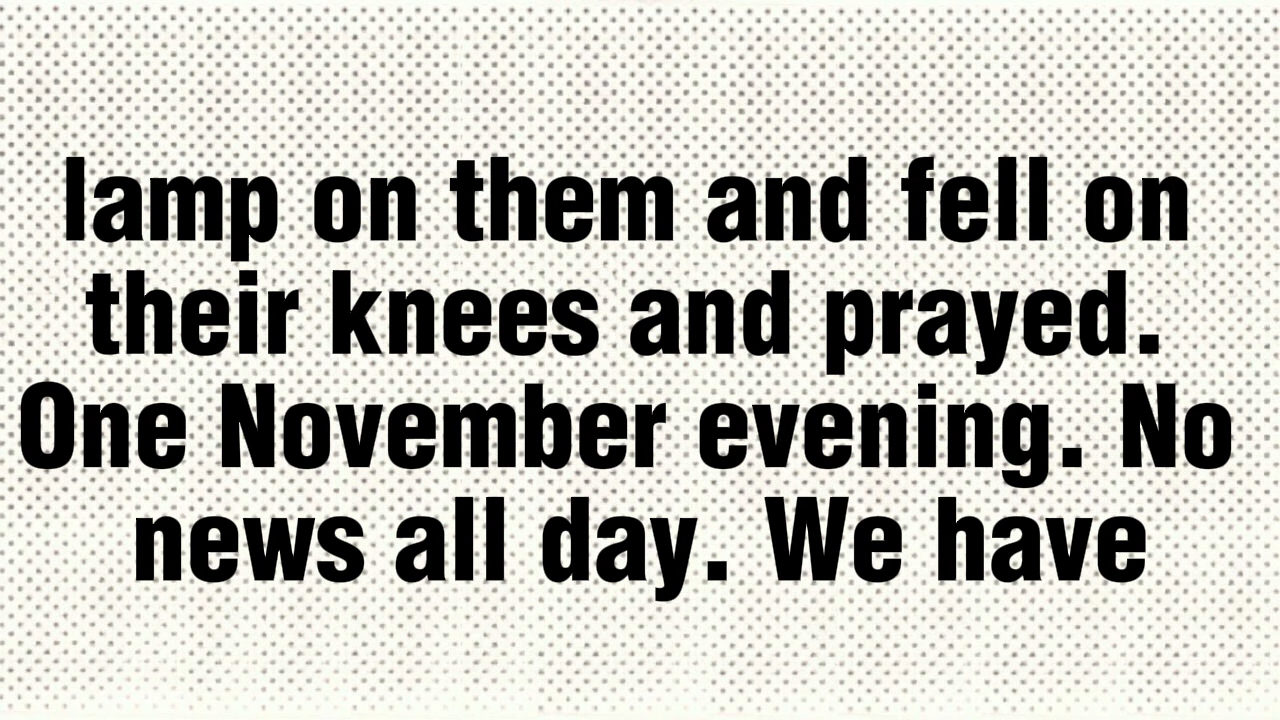 lamp on them and fell on
their knees and prayed.
One November evening. No
news all day. We have